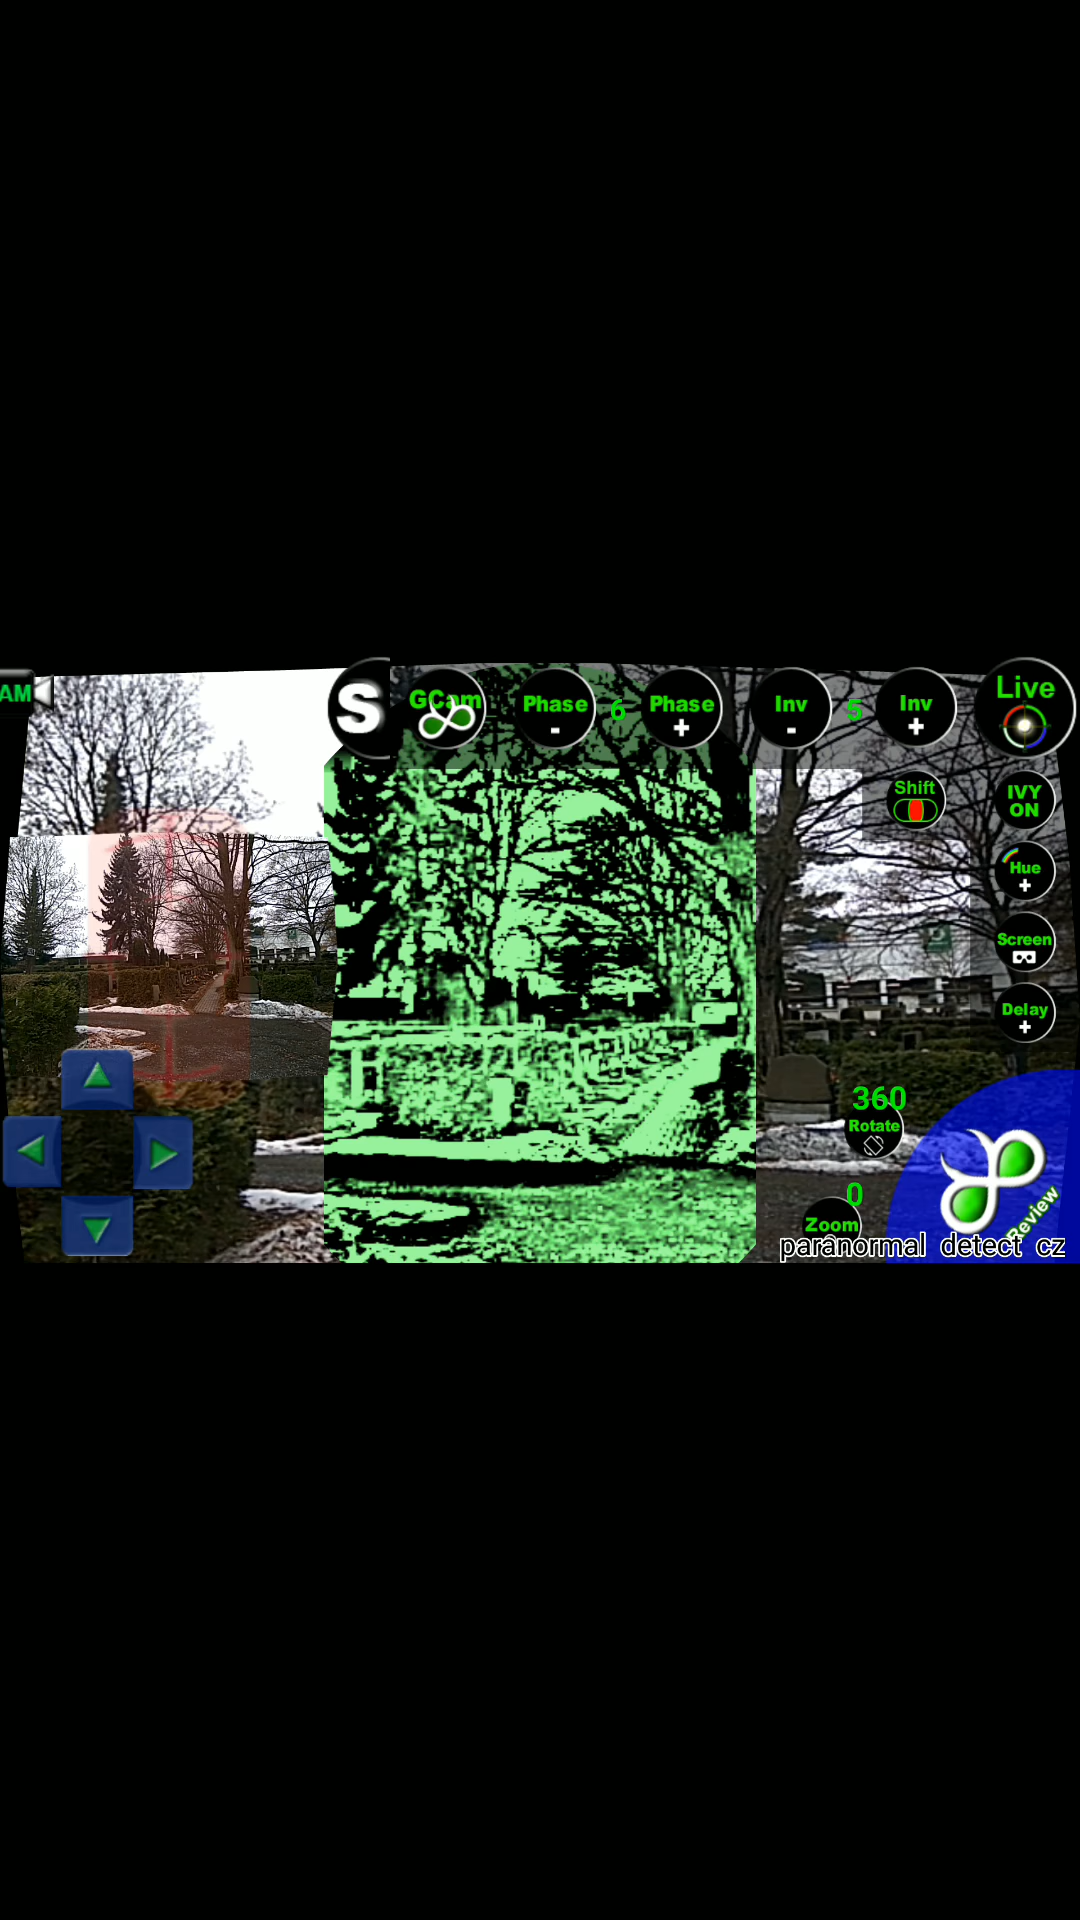 AM
S
GCam
Phase
-
6
Phase
+
Inv
-
5
Inv
+
Live
Shift
IVY
ON
Hue
+
Screen
Delay
+
360
Rotate
0
Zoom
Review
paranormal detect cz